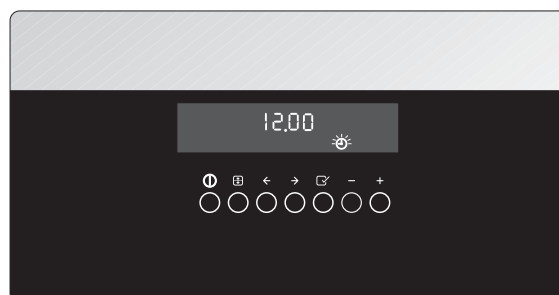 12.00
← → − +